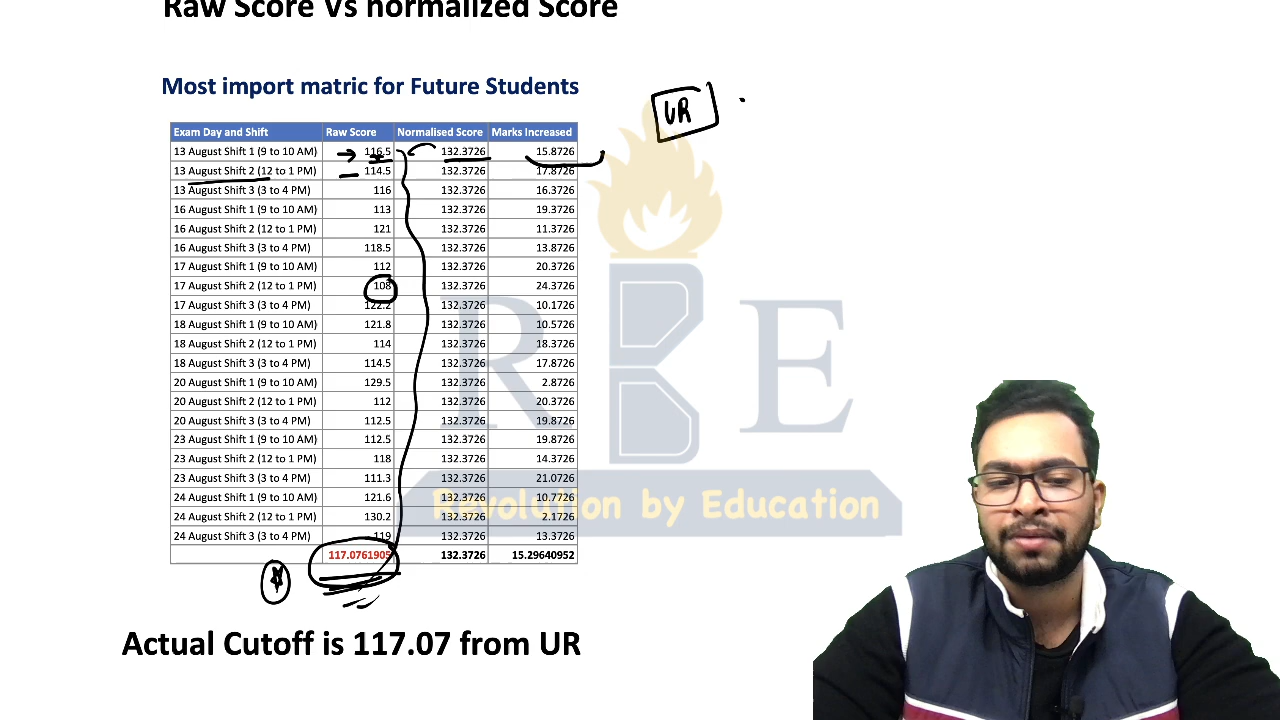 Raw Score Vs normalized Score
Most import matric for Future Students
UR
Exam Day and Shift Raw Score Normalised Score Marks Increased
13 August Shift 1 (9 to 10 AM) 116.5 132.3726 15.8726
13 August Shift 2 (12 to 1 PM) 114.5 132.3726 17.8726
13 August Shift 3 (3 to 4 PM) 116 132.3726 16.3726
16 August Shift 1 (9 to 10 AM) 113 132.3726 19.3726
16 August Shift 2 (12 to 1 PM) 121 132.3726 11.3726
16 August Shift 3 (3 to 4 PM) 118.5 132.3726 13.8726
17 August Shift 1 (9 to 10 AM) 112 132.3726 20.3726
17 August Shift 2 (12 to 1 PM) 108 132.3726 24.3726
17 August Shift 3 (3 to 4 PM) 122.2 132.3726 10.1726
18 August Shift 1 (9 to 10 AM) 121.8 132.3726 10.5726
18 August Shift 2 (12 to 1 PM) 114 132.3726 18.3726
18 August Shift 3 (3 to 4 PM) 114.5 132.3726 17.8726
20 August Shift 1 (9 to 10 AM) 129.5 132.3726 2.8726
20 August Shift 2 (12 to 1 PM) 112 132.3726 20.3726
20 August Shift 3 (3 to 4 PM) 112.5 132.3726 19.8726
23 August Shift 1 (9 to 10 AM) 112.5 132.3726 19.8726
23 August Shift 2 (12 to 1 PM) 118 132.3726 14.3726
23 August Shift 3 (3 to 4 PM) 111.3 132.3726 21.0726
24 August Shift 1 (9 to 10 AM) 121.6 132.3726 10.7726
24 August Shift 2 (12 to 1 PM) 130.2 132.3726 2.1726
24 August Shift 3 (3 to 4 PM) 119 132.3726 13.3726
117.0761905 132.3726 15.29640952
RBE
Revolution by Education
Actual Cutoff is 117.07 from UR